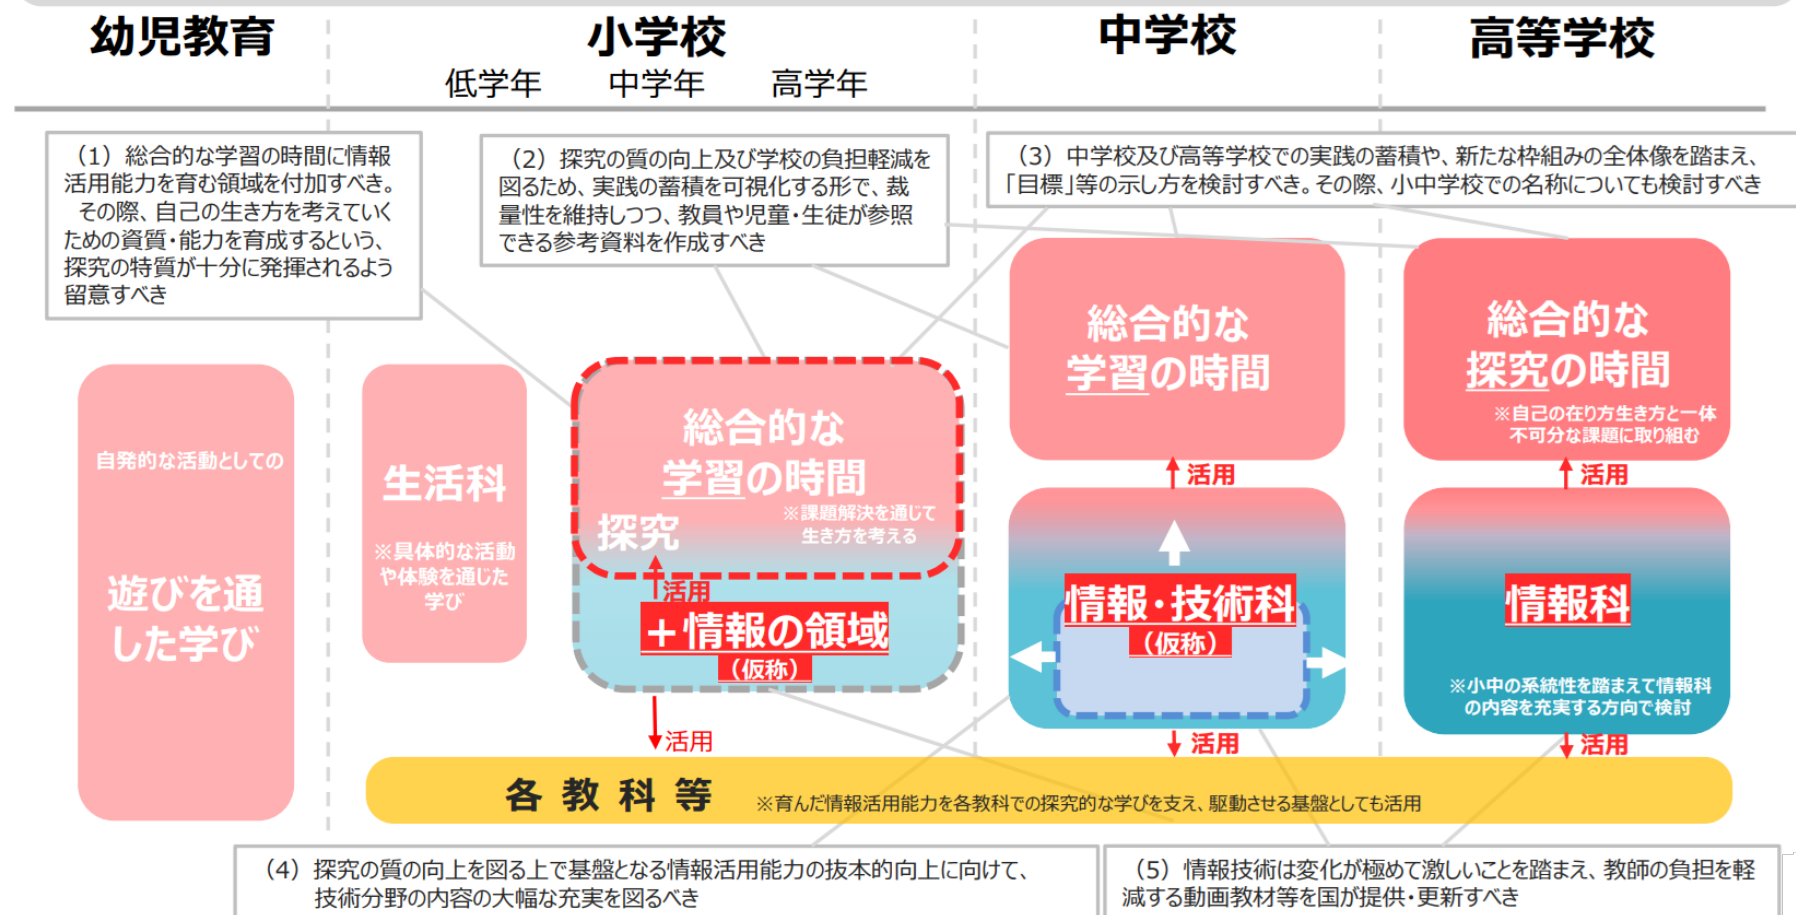 幼児教育
小学校
中学校
高等学校
低学年
中学年
高学年
（1）総合的な学習の時間に情報
活用能力を育む領域を付加すべき。
その際、自己の生き方を考えていく
ための資質・能力を育成するという、
探究の特質が十分に発揮されるよう
留意すべき
（2）探究の質の向上及び学校の負担軽減を
図るため、実践の蓄積を可視化する形で、裁
量性を維持しつつ、教員や児童・生徒が参照
できる参考資料を作成すべき
（3）中学校及び高等学校での実践の蓄積や、新たな枠組みの全体像を踏まえ、
「目標」等の示し方を検討すべき。その際、小中学校での名称についても検討すべき
自発的な活動としての
遊びを通
した学び
生活科
※具体的な活動
や体験を通じた
学び
総合的な
学習の時間
※課題解決を通じて
生き方を考える
探究
活用
＋情報の領域
（仮称）
活用
総合的な
学習の時間
活用
情報・技術科
（仮称）
活用
総合的な
探究の時間
※自己の在り方生き方と一体
不可分な課題に取り組む
活用
情報科
※小中の系統性を踏まえて情報科
の内容を充実する方向で検討
活用
各教科等
※育んだ情報活用能力を各教科での探究的な学びを支え、駆動させる基盤としても活用
（4）探究の質の向上を図る上で基盤となる情報活用能力の抜本的向上に向けて、
技術分野の内容の大幅な充実を図るべき
（5）情報技術は変化が極めて激しいことを踏まえ、教師の負担を軽
減する動画教材等を国が提供・更新すべき